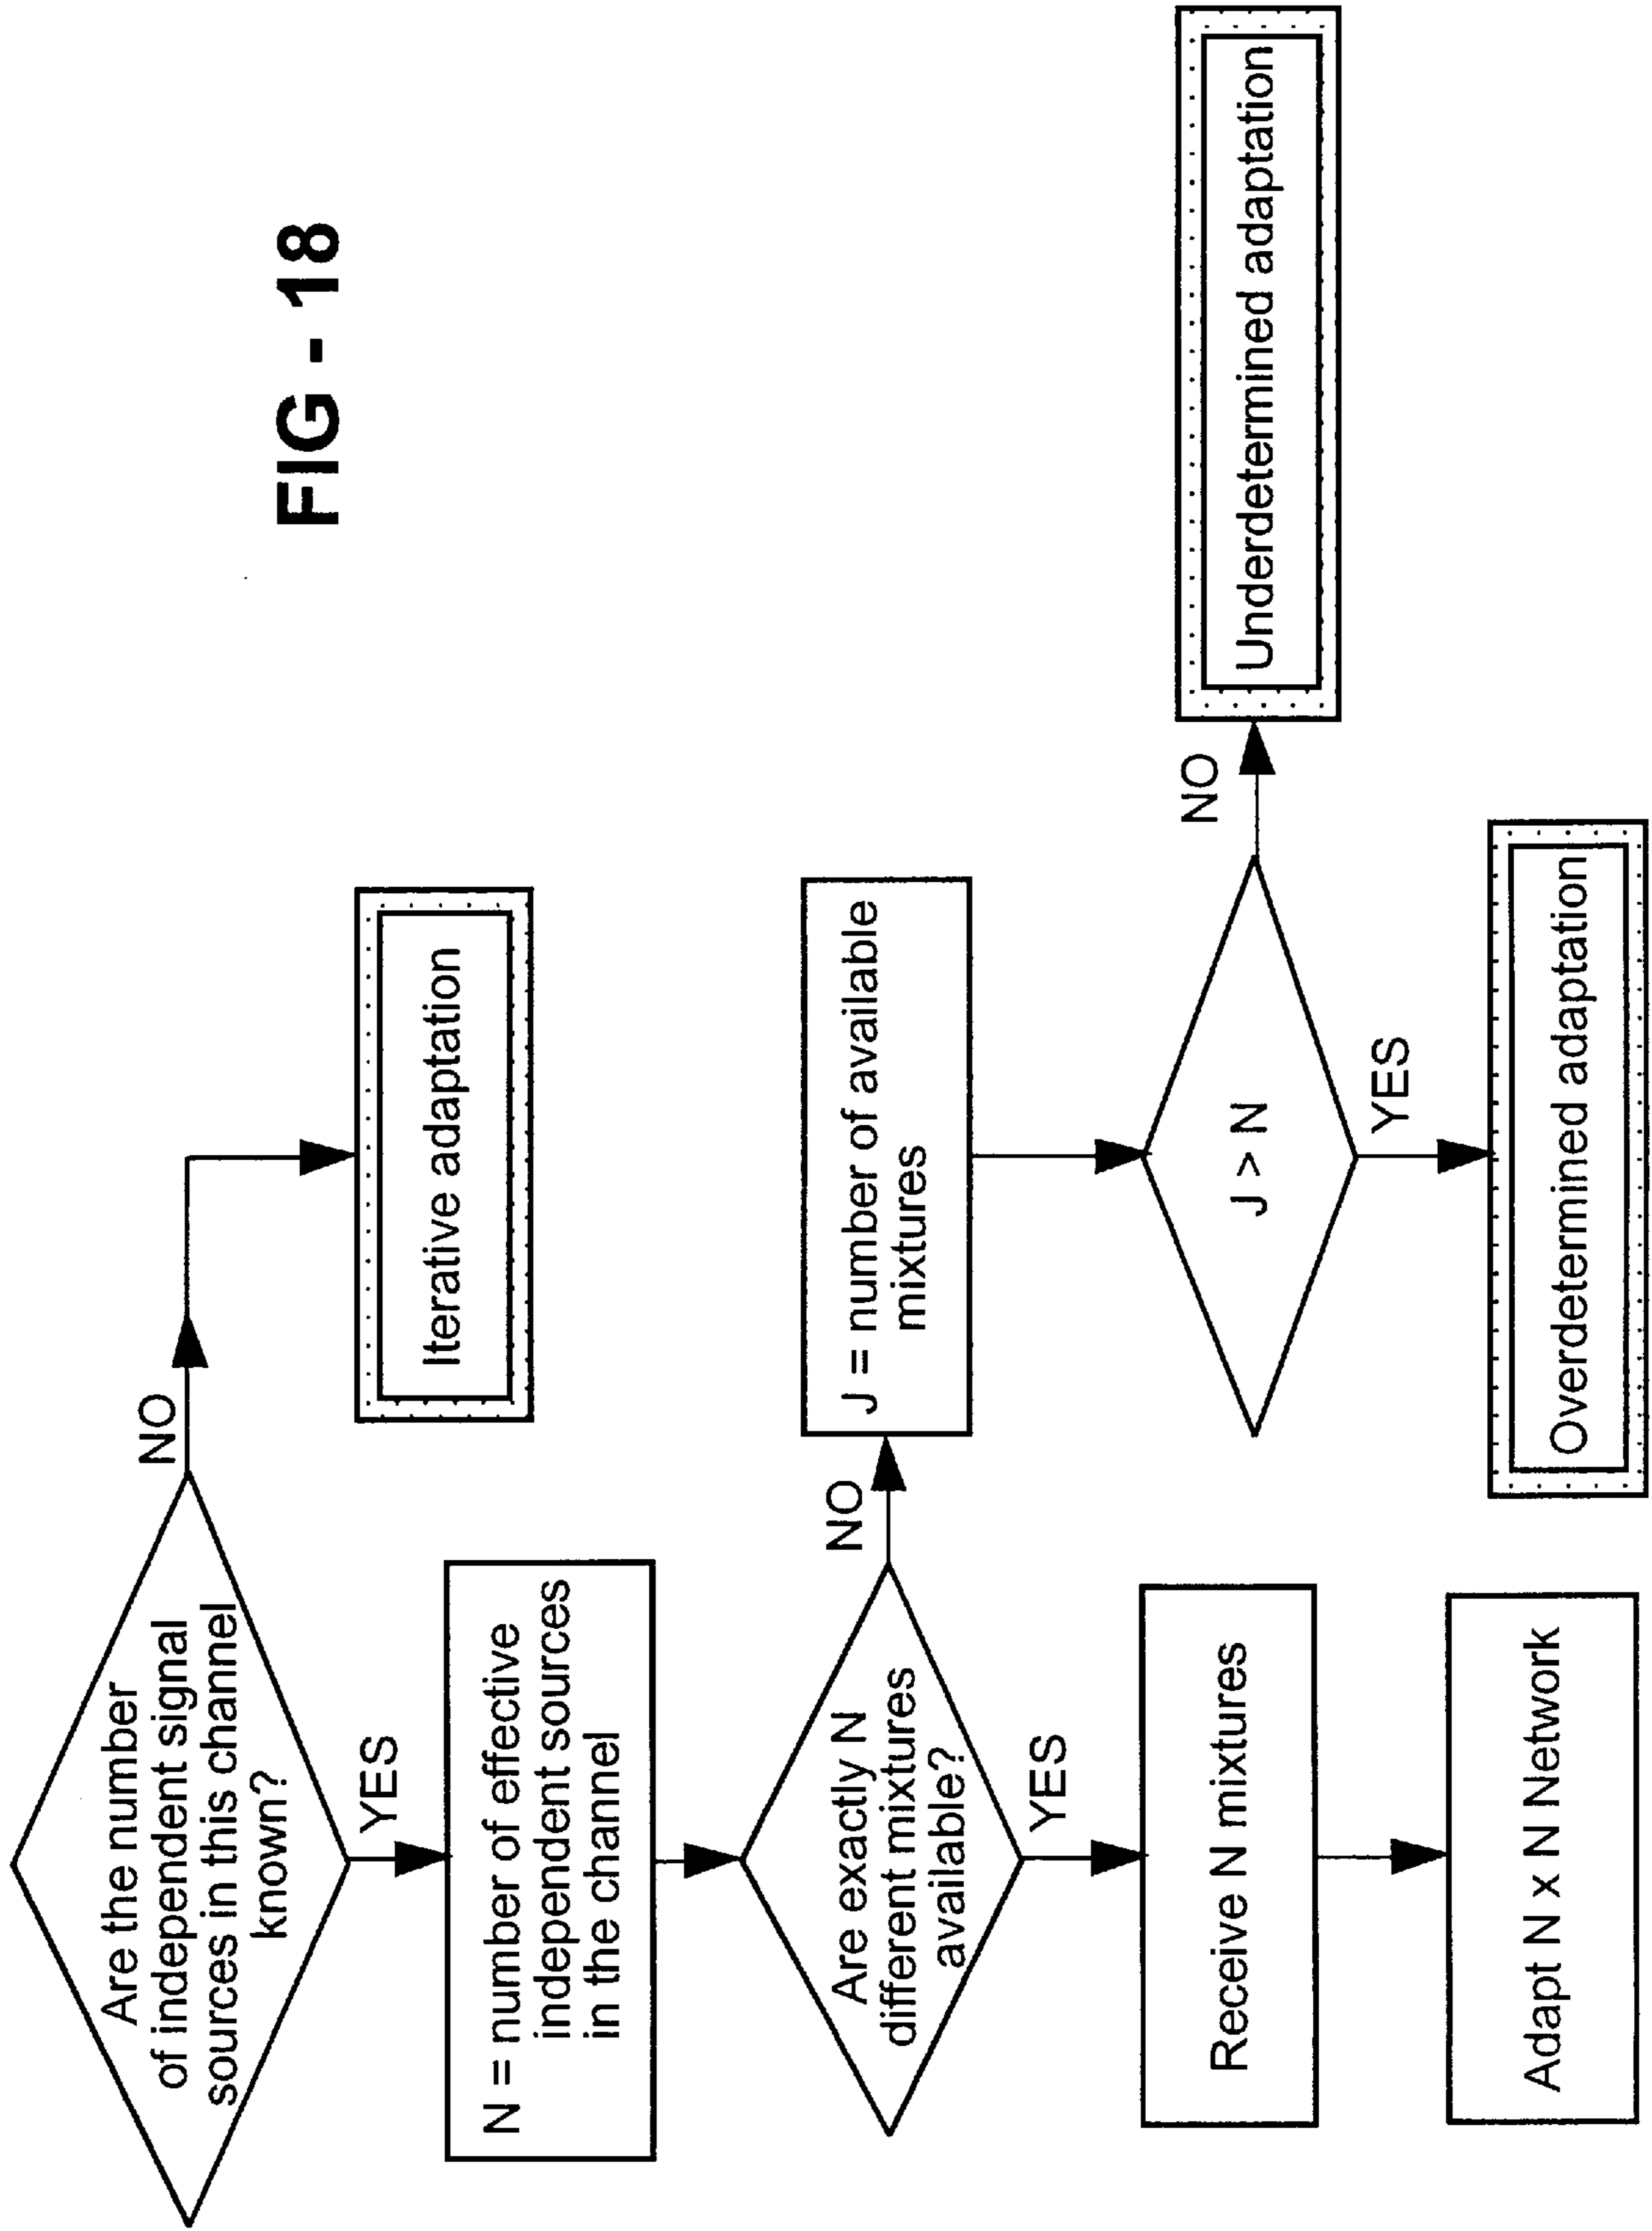 FIG - 18
Are the number
of independent signal
sources in this channel
known?
NO
Iterative adaptation
YES
N = number of effective
independent sources
in the channel
Are exactly N
different mixtures
available?
NO
J = number of available
mixtures
J > N
NO
Underdetermined adaptation
YES
Overdetermined adaptation
YES
Receive N mixtures
Adapt N x N Network